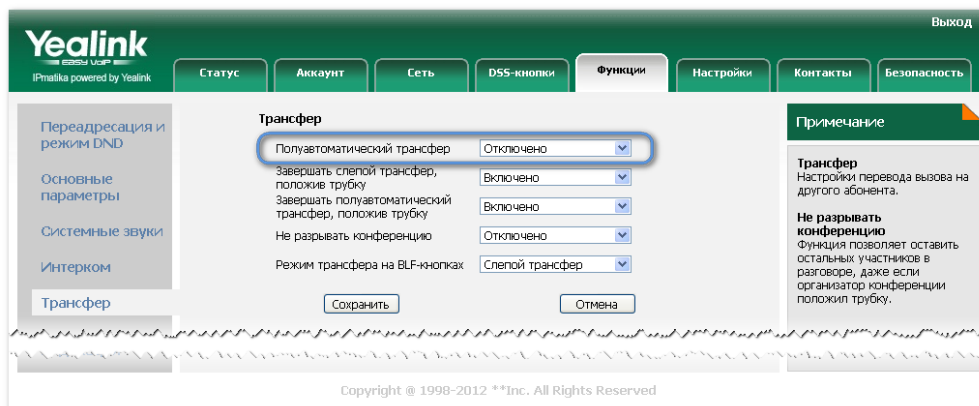 Выход
Yealink
EASY VOIP
IPmatika powered by Yealink
Статус
Аккаунт
Сеть
DSS-кнопки
Функции
Настройки
Контакты
Безопасность
Переадресация и
режим DND
Основные
параметры
Системные звуки
Интерком
Трансфер
Трансфер
Полуавтоматический трансфер Отключено
Завершать слепой трансфер,
положив трубку Включено
Завершать полуавтоматический
трансфер, положив трубку Включено
Не разрывать конференцию Отключено
Режим трансфера на BLF-кнопках Слепой трансфер
Сохранить Отмена
Примечание
Трансфер
Настройки перевода вызова на
другого абонента.
Не разрывать
конференцию
Функция позволяет оставить
остальных участников в
разговоре, даже если
организатор конференции
положил трубку.
Copyright @ 1998-2012 **Inc. All Rights Reserved